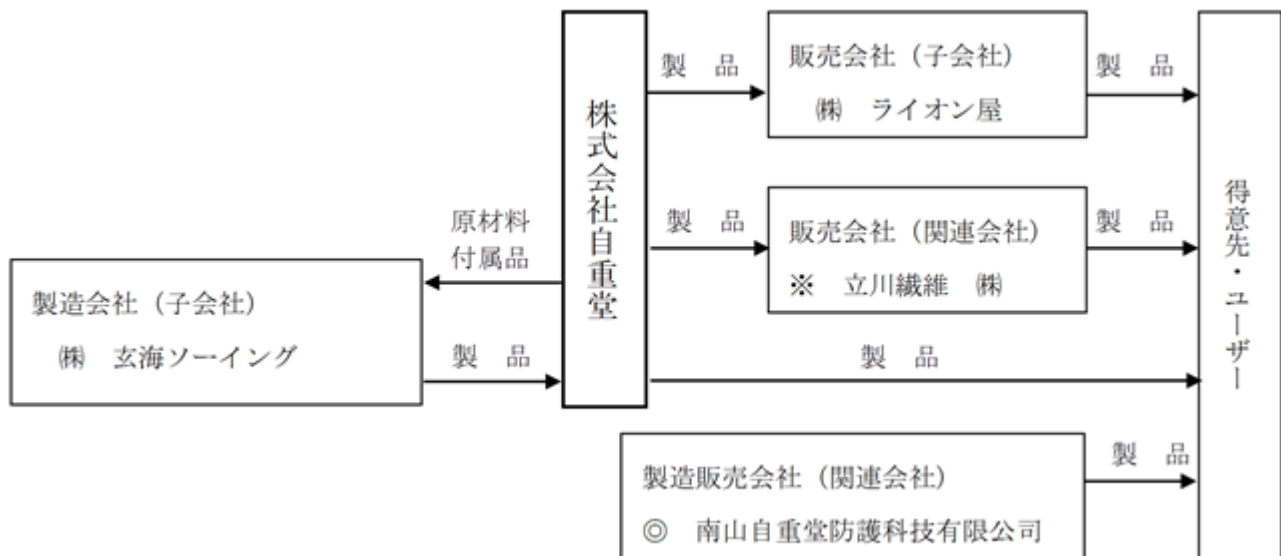 製　品
販売会社（子会社）
㈱　ライオン屋
製　品
株式会社自重堂
得意先・ユーザー
製　品
販売会社（関連会社）
※　立川繊維　㈱
製　品
原材料
付属品
製造会社（子会社）
㈱　玄海ソーイング
製　品
製　品
製造販売会社（関連会社）
◎　南山自重堂防護科技有限公司
製　品